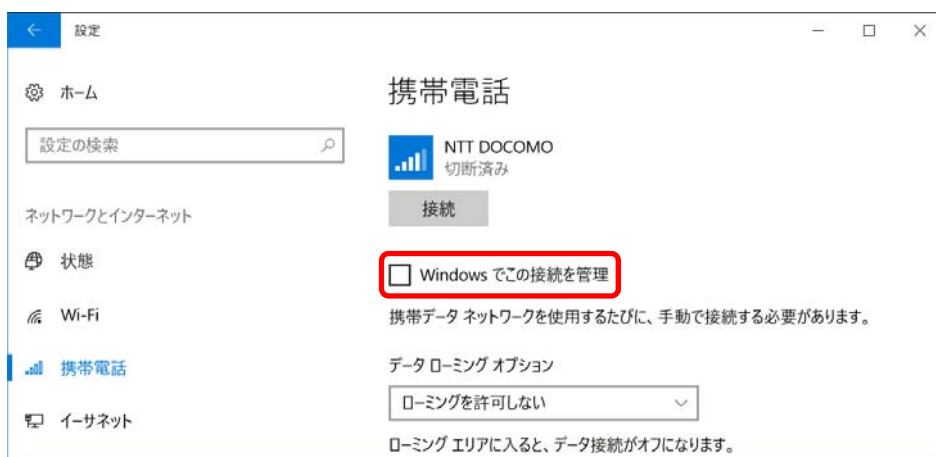 設定
ホーム
携帯電話
設定の検索
NTT DOCOMO
切断済み
接続
ネットワークとインターネット
状態
Windows でこの接続を管理
Wi-Fi
携帯データ ネットワークを使用するたびに、手動で接続する必要があります。
携帯電話
データ ローミング オプション
ローミングを許可しない
イーサネット
ローミング エリアに入ると、データ接続がオフになります。